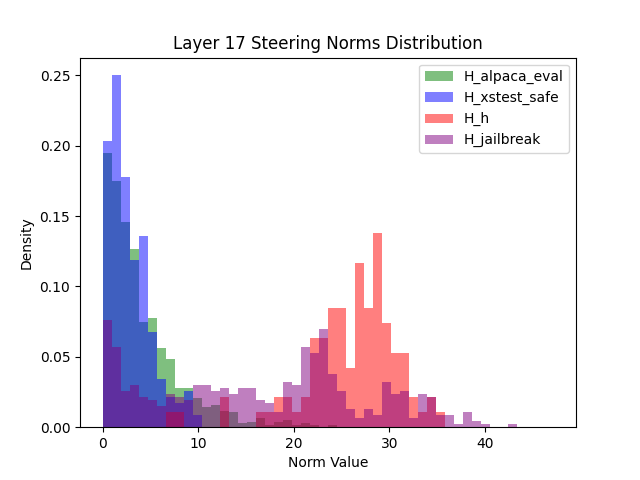 Layer 17 Steering Norms Distribution
H_alpaca_eval
H_xstest_safe
H_h
H_jailbreak
Density
0.25
0.20
0.15
0.10
0.05
0.00
0
10
20
30
40
Norm Value